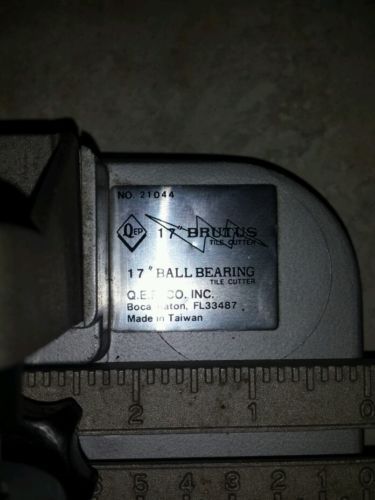 NO. 21044
QEP 17" BRUTUS
TILE CUTTER
17" BALL BEARING
TILE CUTTER
Q.E.P. CO. INC.
Boca Raton, FL33487
Made in Taiwan
2 1 0
5 4 3 2 1 0